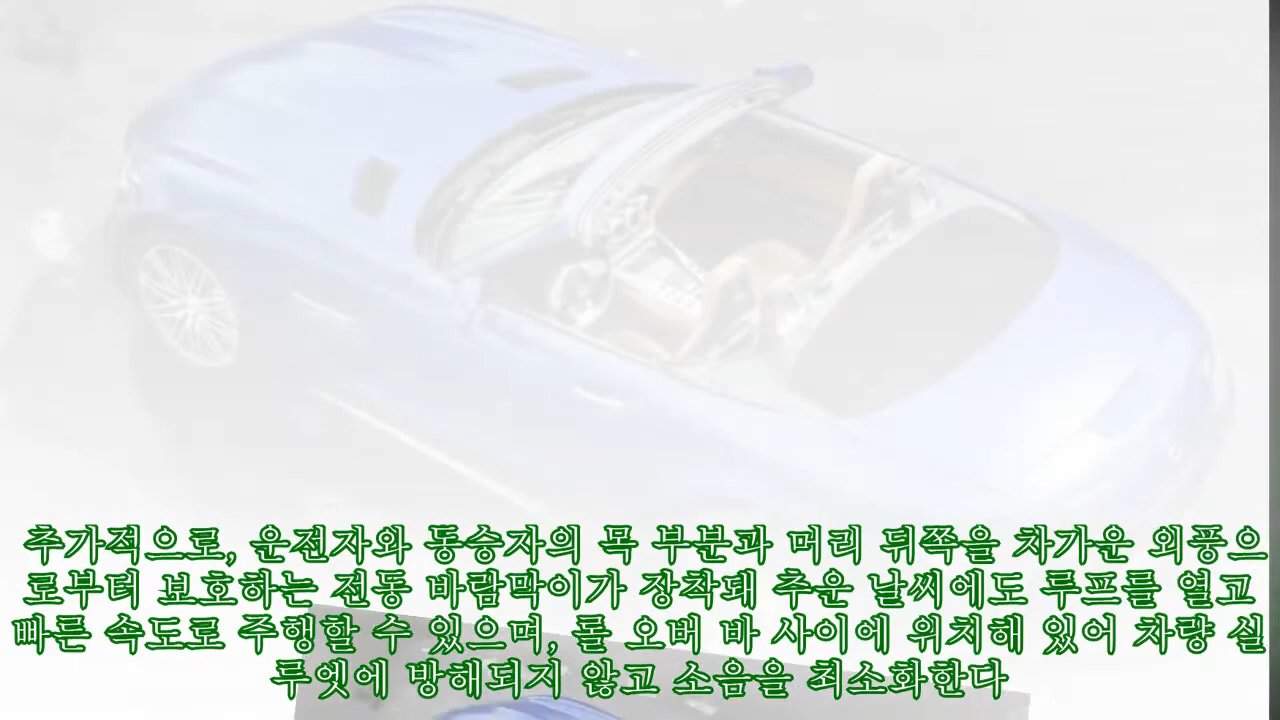 추가적으로, 운전자와 동승자의 목 부분과 머리 뒤쪽을 차가운 외풍으
로부터 보호하는 전동 바람막이가 장착돼 추운 날씨에도 루프를 열고
빠른 속도로 주행할 수 있으며, 롤 오버 바 사이에 위치해 있어 차량 실
루엣에 방해되지 않고 소음을 최소화한다